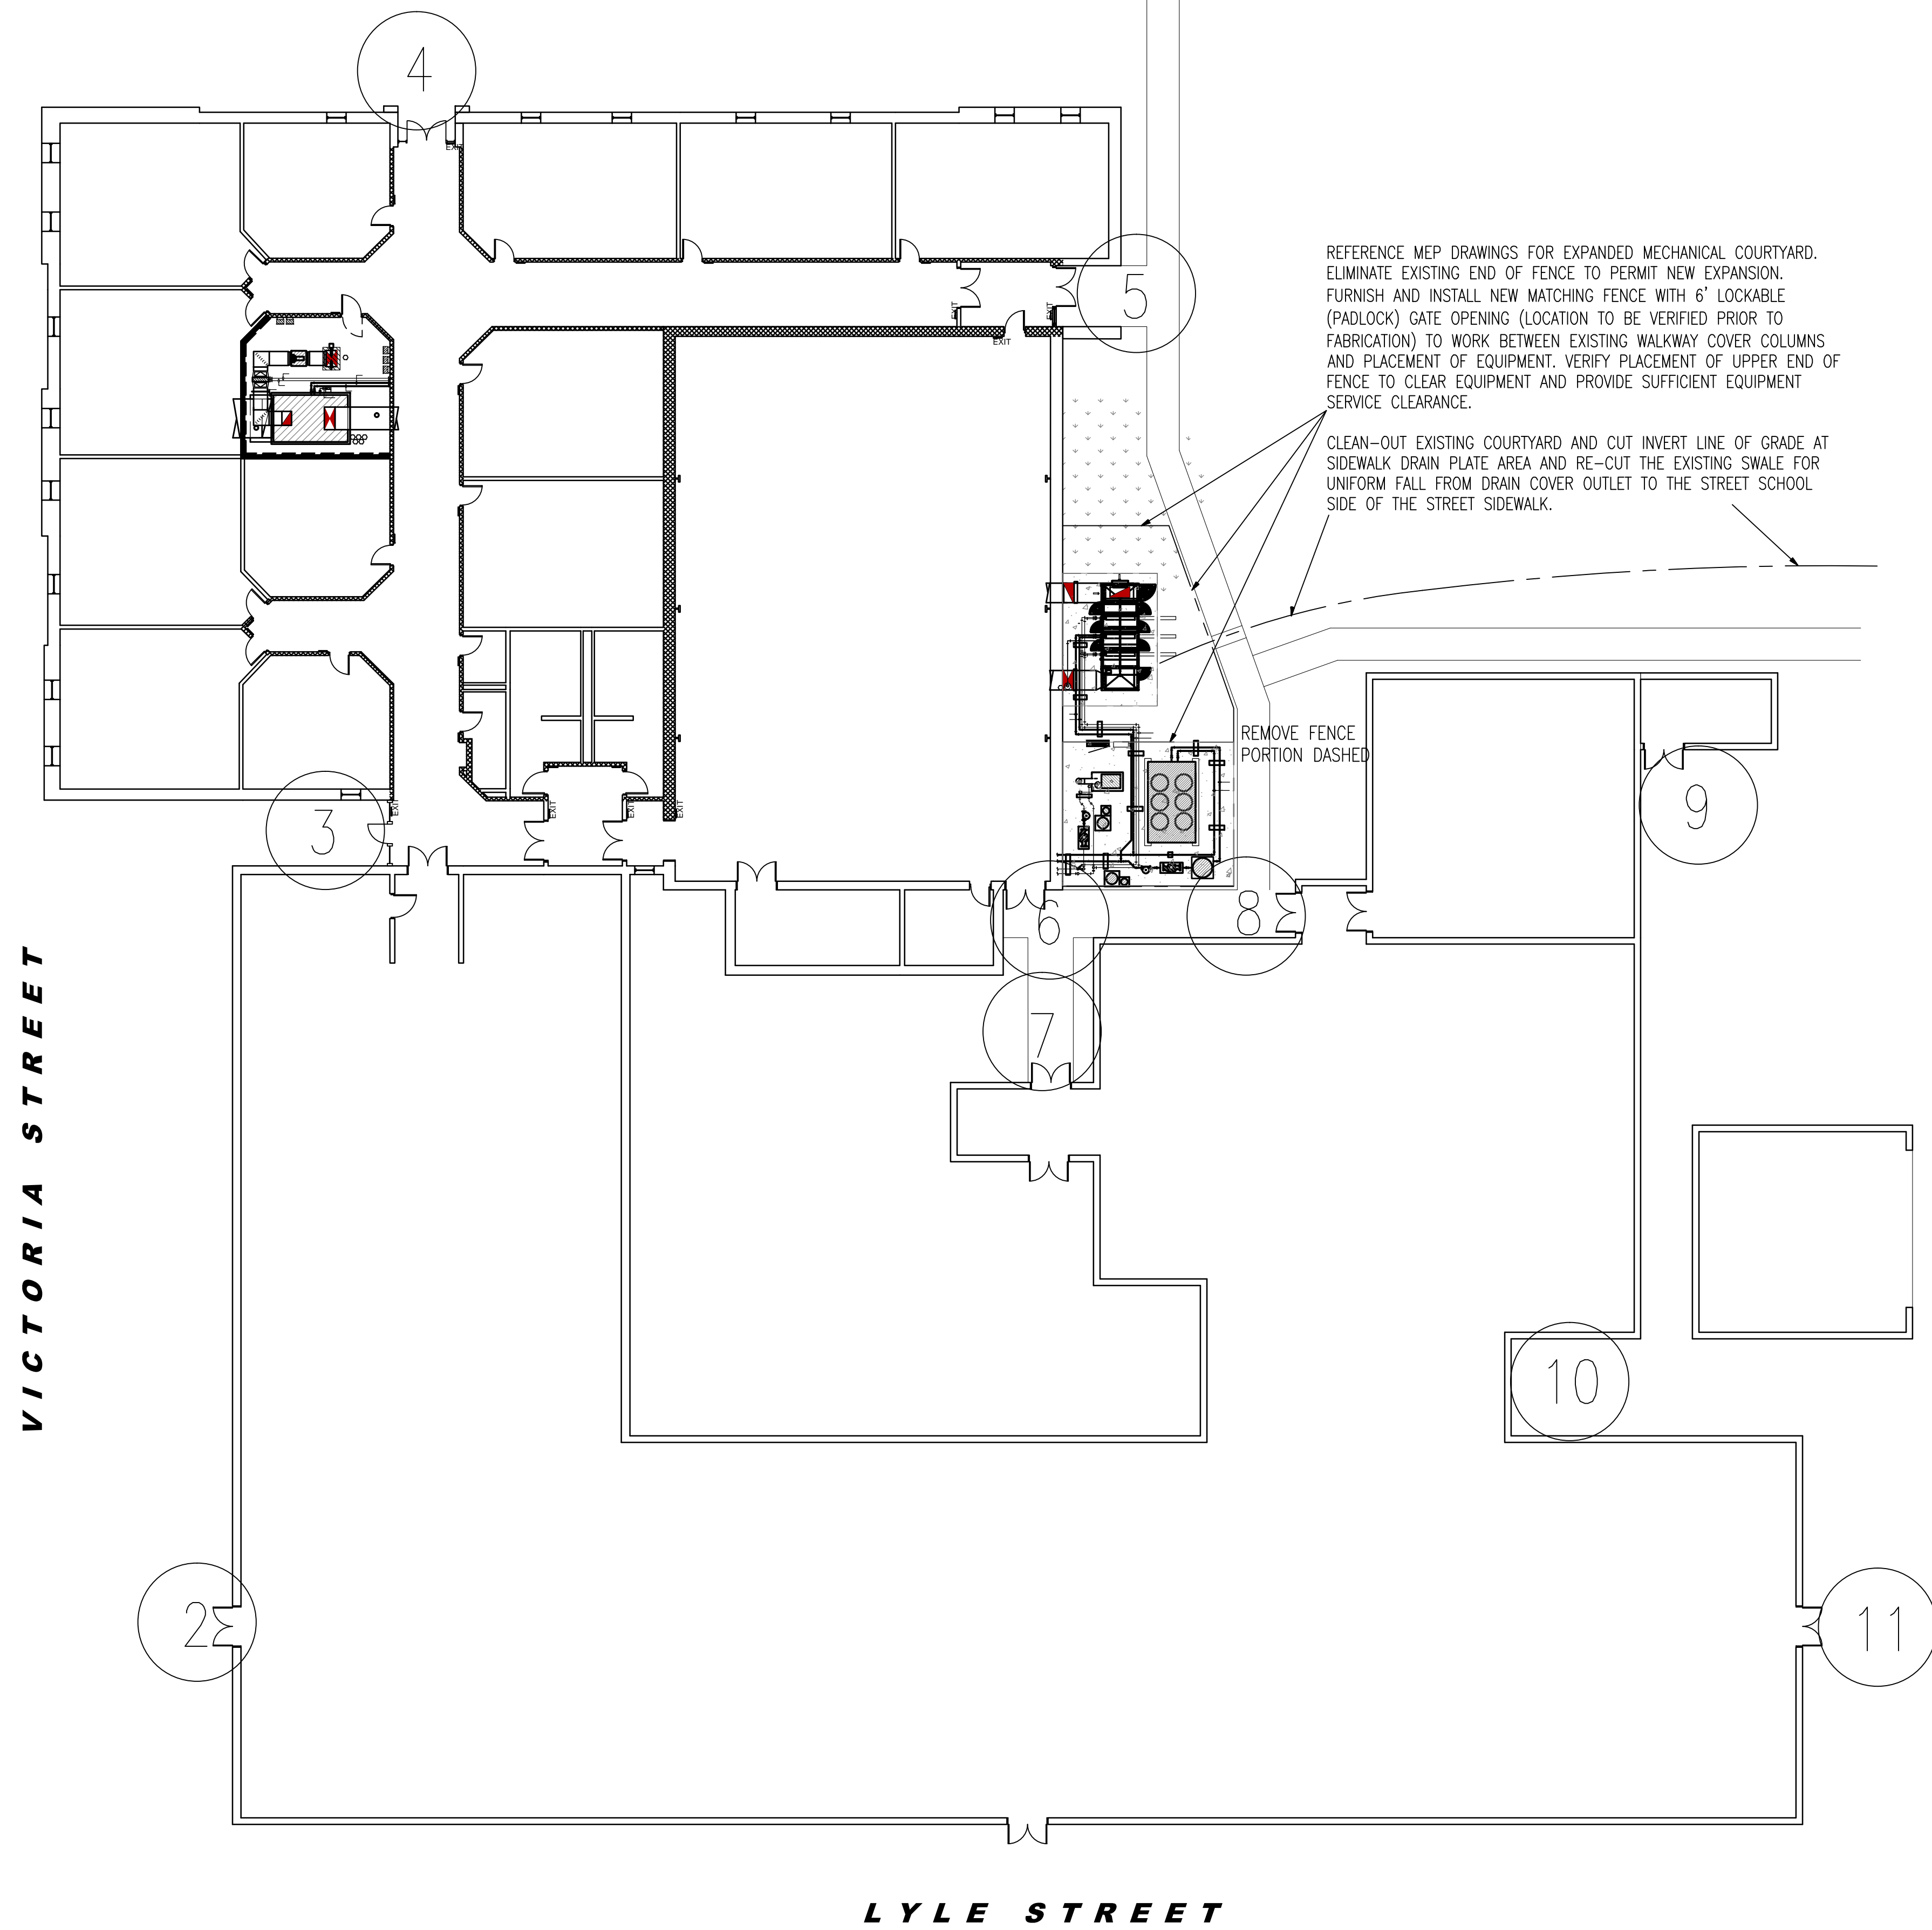 4
EXIT
5
EXIT
EXIT
EXIT
REFERENCE MEP DRAWINGS FOR EXPANDED MECHANICAL COURTYARD.
ELIMINATE EXISTING END OF FENCE TO PERMIT NEW EXPANSION.
FURNISH AND INSTALL NEW MATCHING FENCE WITH 6' LOCKABLE
(PADLOCK) GATE OPENING (LOCATION TO BE VERIFIED PRIOR TO
FABRICATION) TO WORK BETWEEN EXISTING WALKWAY COVER COLUMNS
AND PLACEMENT OF EQUIPMENT. VERIFY PLACEMENT OF UPPER END OF
FENCE TO CLEAR EQUIPMENT AND PROVIDE SUFFICIENT EQUIPMENT
SERVICE CLEARANCE.
CLEAN-OUT EXISTING COURTYARD AND CUT INVERT LINE OF GRADE AT
SIDEWALK DRAIN PLATE AREA AND RE-CUT THE EXISTING SWALE FOR
UNIFORM FALL FROM DRAIN COVER OUTLET TO THE STREET SCHOOL
SIDE OF THE STREET SIDEWALK.
REMOVE FENCE
PORTION DASHED
3
EXIT
EXIT
EXIT
EXIT
9
6
8
7
VICTORIA STREET
10
2
11
LYLE STREET